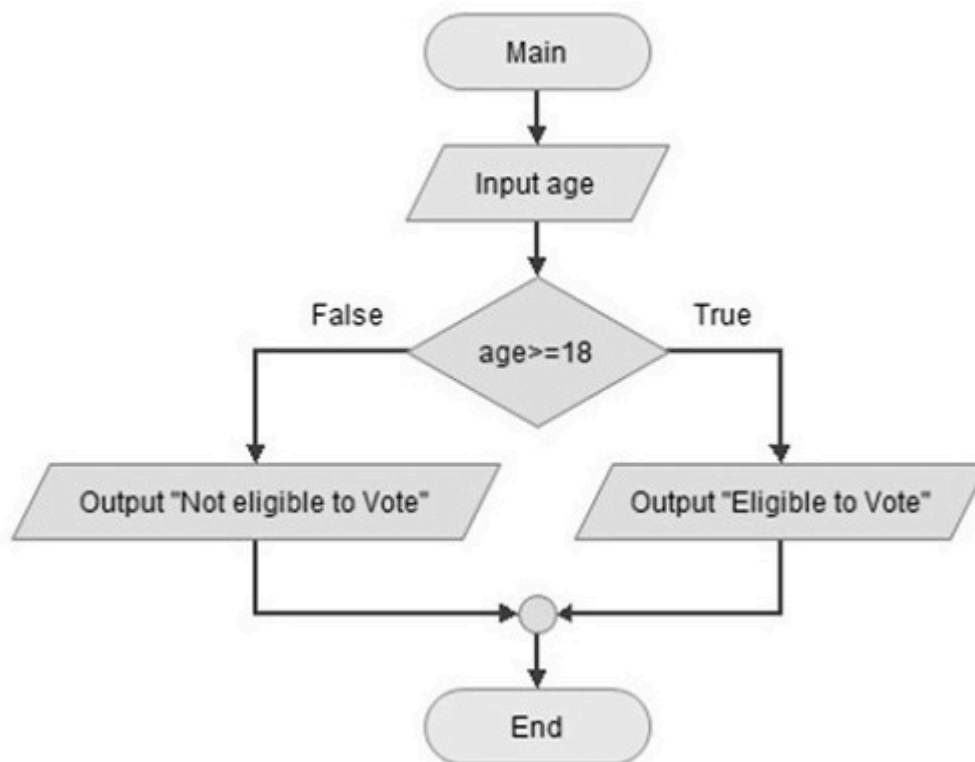 Main
Input age
False
True
age>=18
Output "Not eligible to Vote"
Output "Eligible to Vote"
End